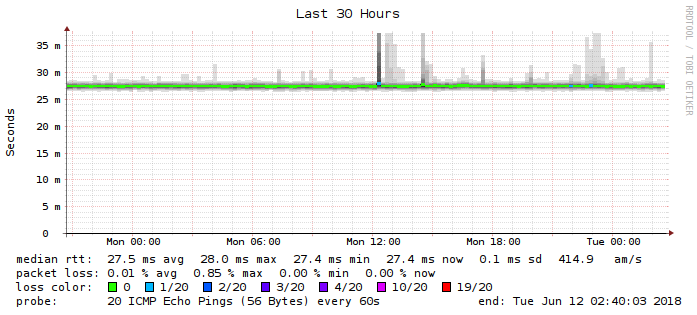 Last 30 Hours
RRDTOOL / TOBI OETIKER
Seconds
35 m
30 m
25 m
20 m
15 m
10 m
5 m
0
Mon 00:00 Mon 06:00 Mon 12:00 Mon 18:00 Tue 00:00
median rtt: 27.5 ms avg 28.0 ms max 27.4 ms min 27.4 ms now 0.1 ms sd 414.9 am/s
packet loss: 0.01 % avg 0.85 % max 0.00 % min 0.00 % now
loss color: 0 1/20 2/20 3/20 4/20 10/20 19/20
probe: 20 ICMP Echo Pings (56 Bytes) every 60s end: Tue Jun 12 02:40:03 2018